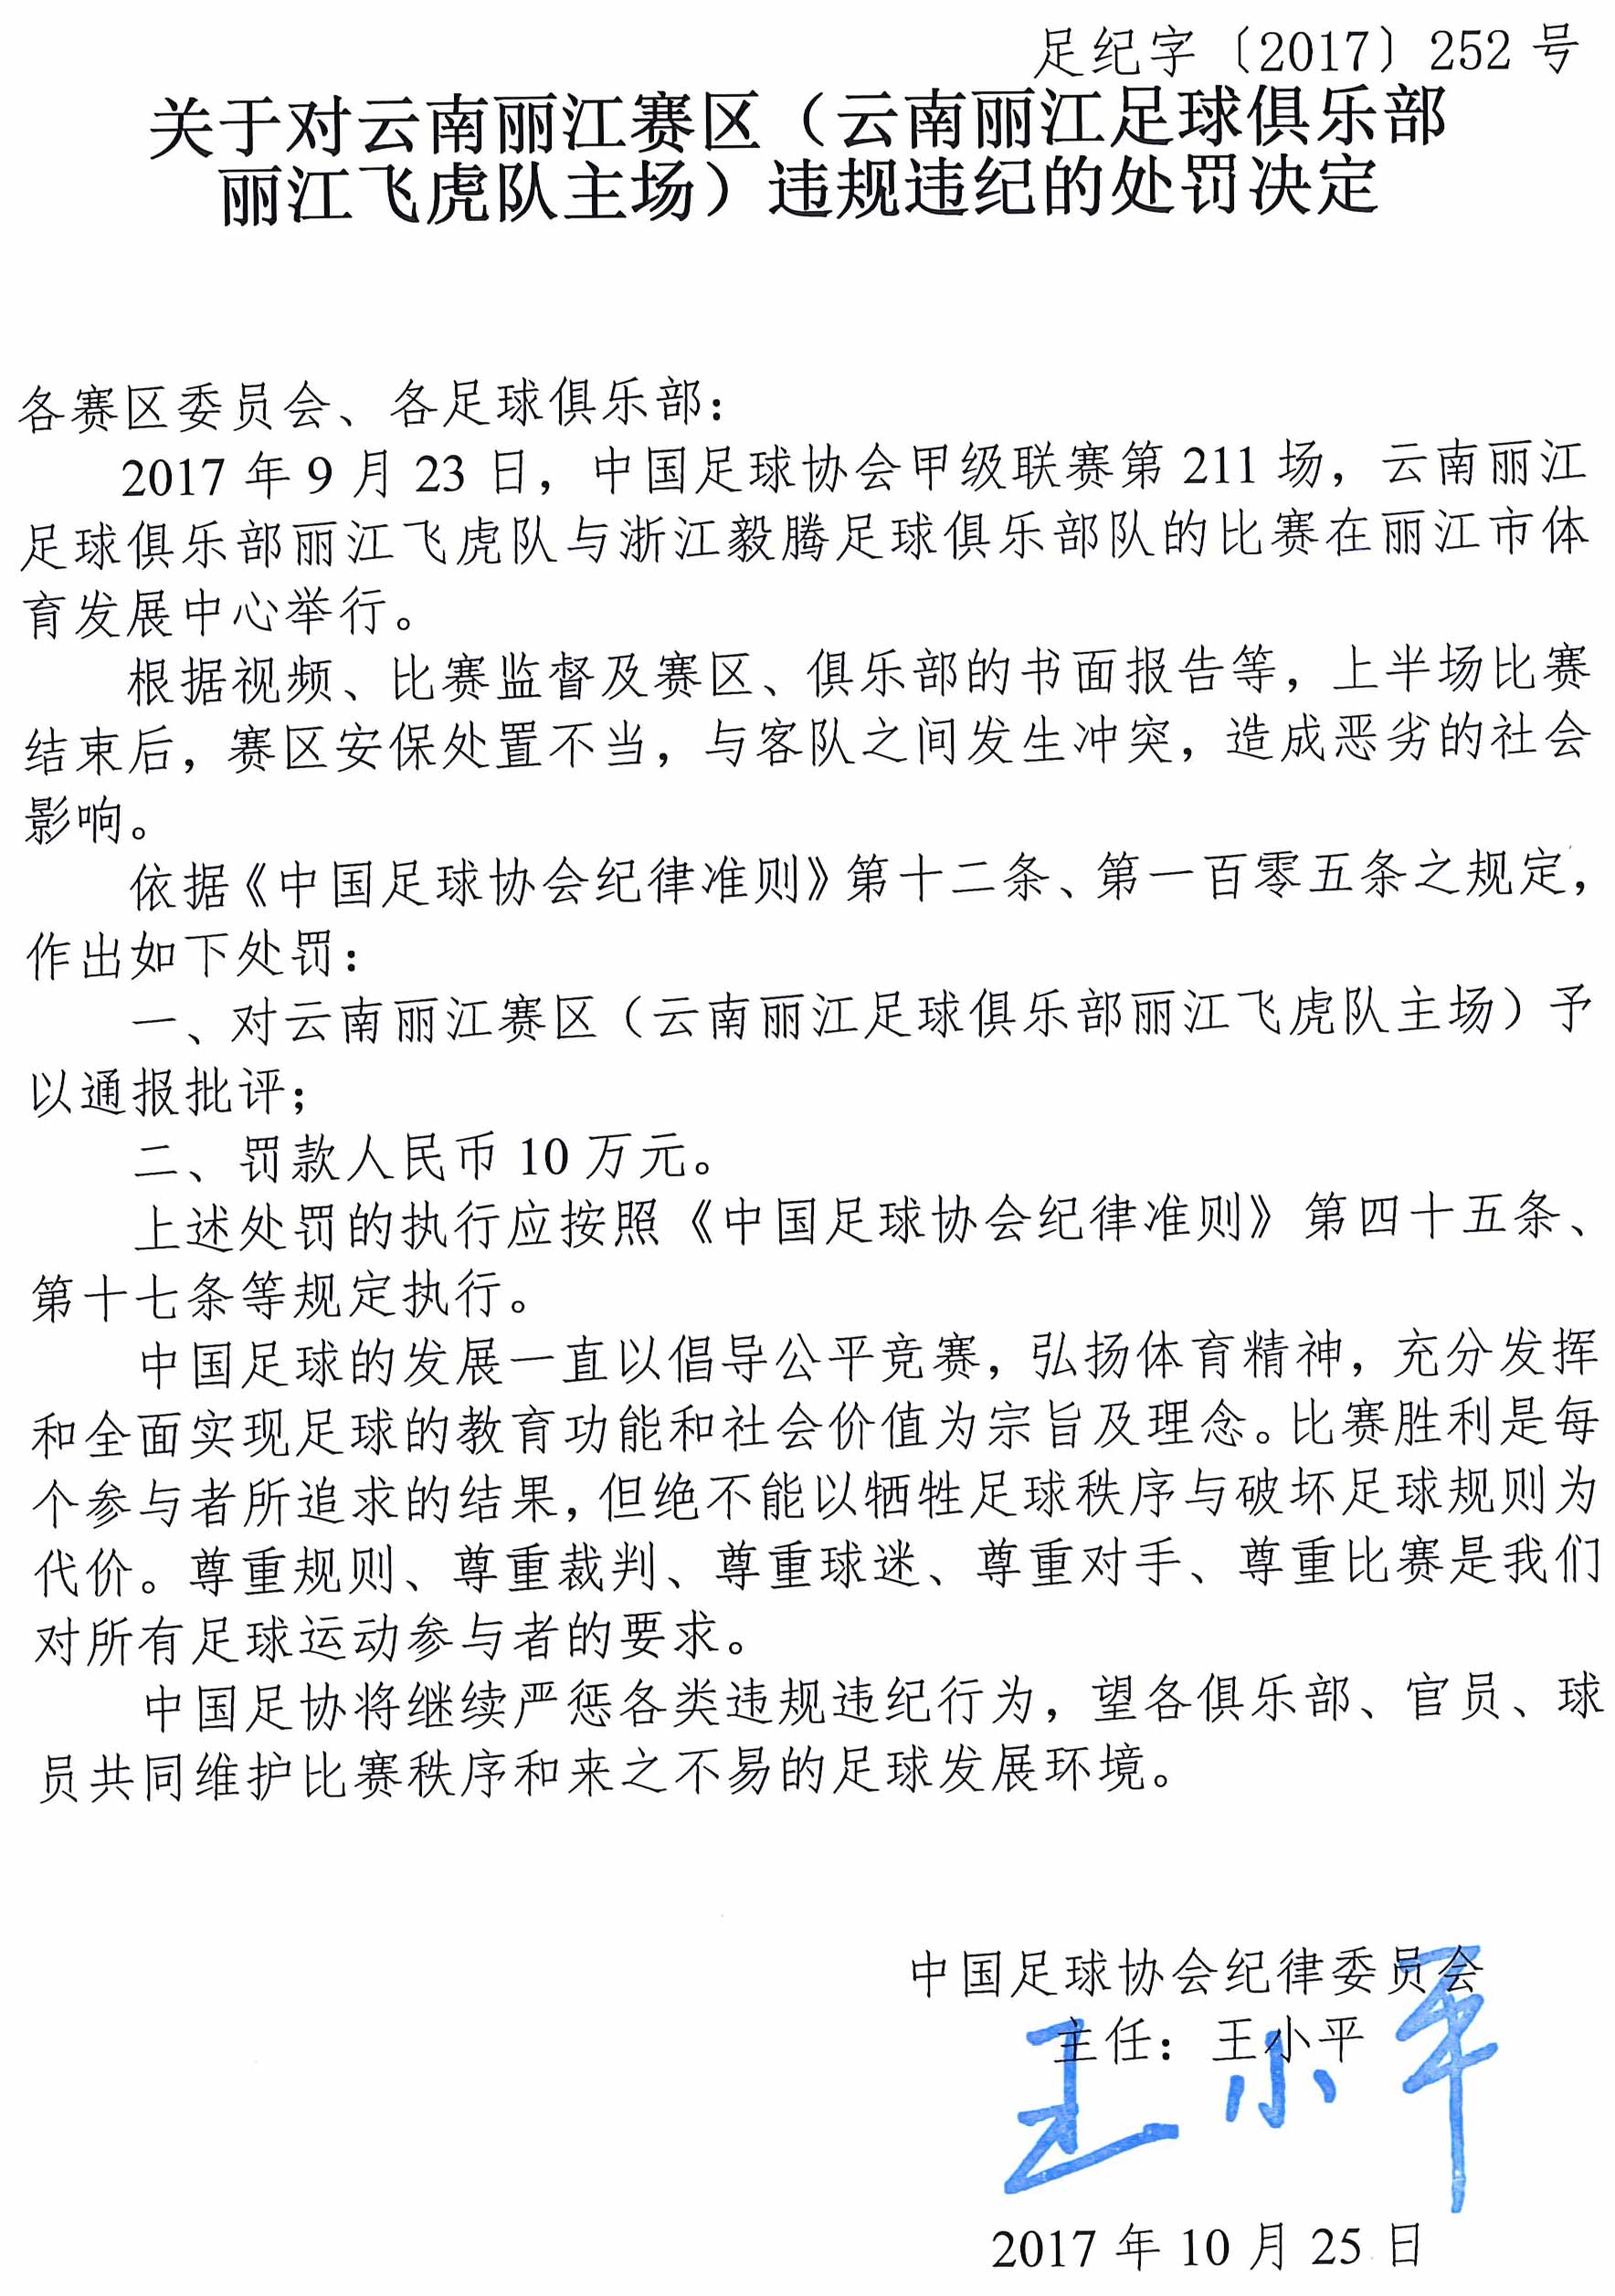 足纪字〔2017〕252 号
关于对云南丽江赛区（云南丽江足球俱乐部
丽江飞虎队主场）违规违纪的处罚决定
各赛区委员会、各足球俱乐部：
2017 年 9 月 23 日，中国足球协会甲级联赛第 211 场，云南丽江
足球俱乐部丽江飞虎队与浙江毅腾足球俱乐部队的比赛在丽江市体
育发展中心举行。
根据视频、比赛监督及赛区、俱乐部的书面报告等，上半场比赛
结束后，赛区安保处置不当，与客队之间发生冲突，造成恶劣的社会
影响。
依据《中国足球协会纪律准则》第十二条、第一百零五条之规定，
作出如下处罚：
一、对云南丽江赛区（云南丽江足球俱乐部丽江飞虎队主场）予
以通报批评；
二、罚款人民币 10 万元。
上述处罚的执行应按照《中国足球协会纪律准则》第四十五条、
第十七条等规定执行。
中国足球的发展一直以倡导公平竞赛，弘扬体育精神，充分发挥
和全面实现足球的教育功能和社会价值为宗旨及理念。比赛胜利是每
个参与者所追求的结果，但绝不能以牺牲足球秩序与破坏足球规则为
代价。尊重规则、尊重裁判、尊重球迷、尊重对手、尊重比赛是我们
对所有足球运动参与者的要求。
中国足协将继续严惩各类违规违纪行为，望各俱乐部、官员、球
员共同维护比赛秩序和来之不易的足球发展环境。
中国足球协会纪律委员会
主任：王小平
王小平
2017 年 10 月 25 日